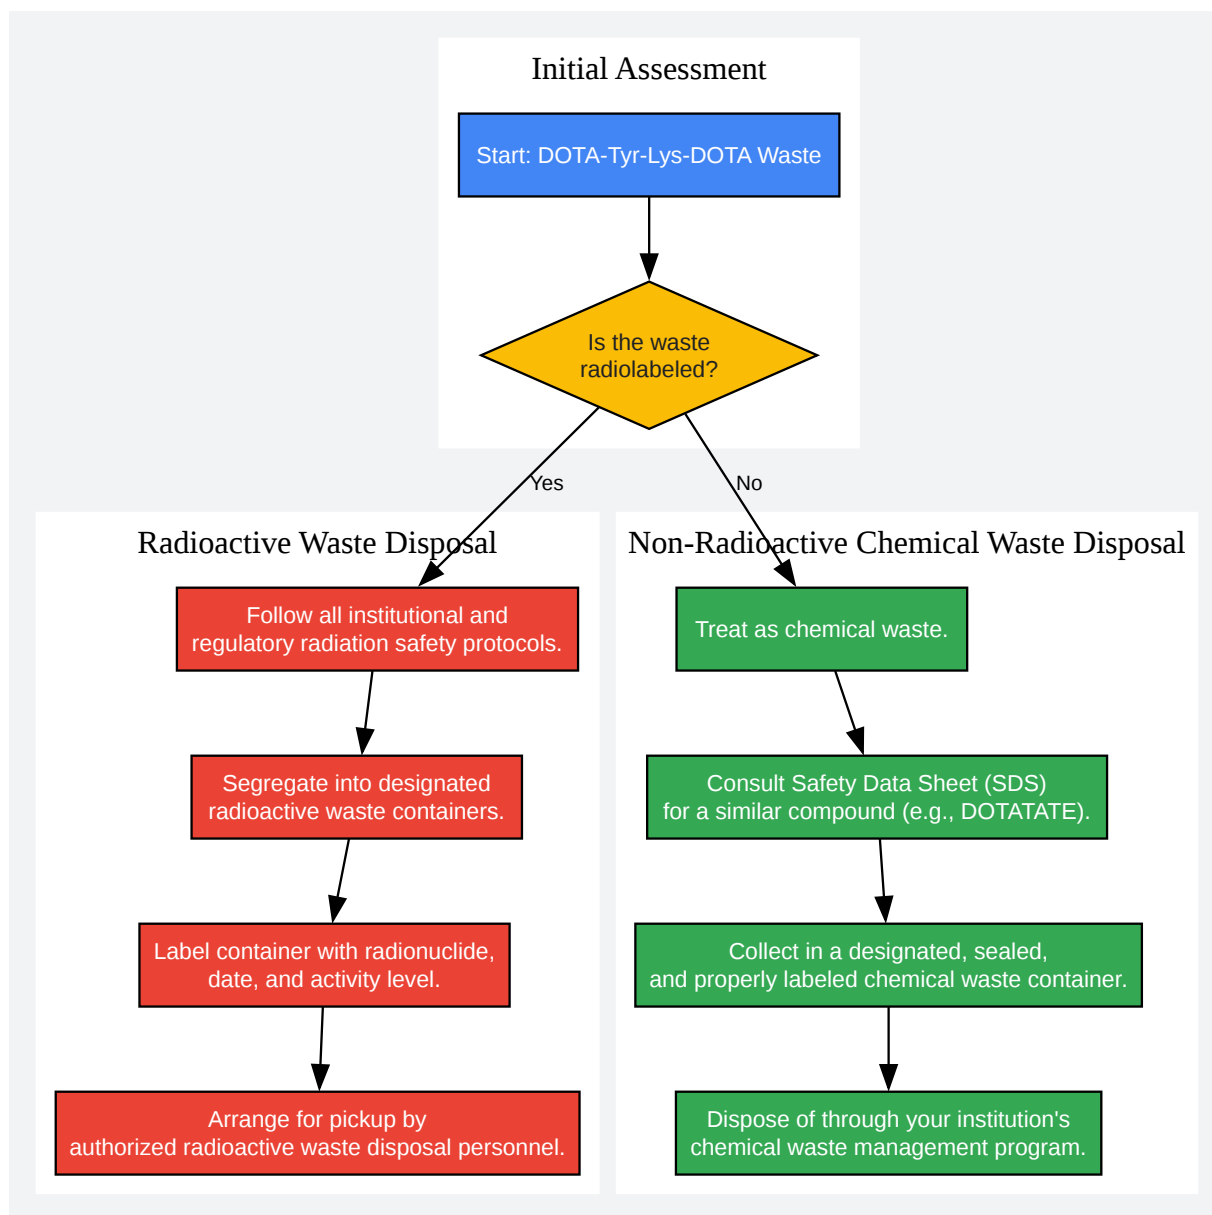 Initial Assessment
Start: DOTA-Tyr-Lys-DOTA Waste
Is the waste
radiolabeled?
Yes
No
Radioactive Waste Disposal
Follow all institutional and
regulatory radiation safety protocols.
Segregate into designated
radioactive waste containers.
Label container with radionuclide,
date, and activity level.
Arrange for pickup by
authorized radioactive waste disposal personnel.
Non-Radioactive Chemical Waste Disposal
Treat as chemical waste.
Consult Safety Data Sheet (SDS)
for a similar compound (e.g., DOTATATE).
Collect in a designated, sealed,
and properly labeled chemical waste container.
Dispose of through your institution's
chemical waste management program.